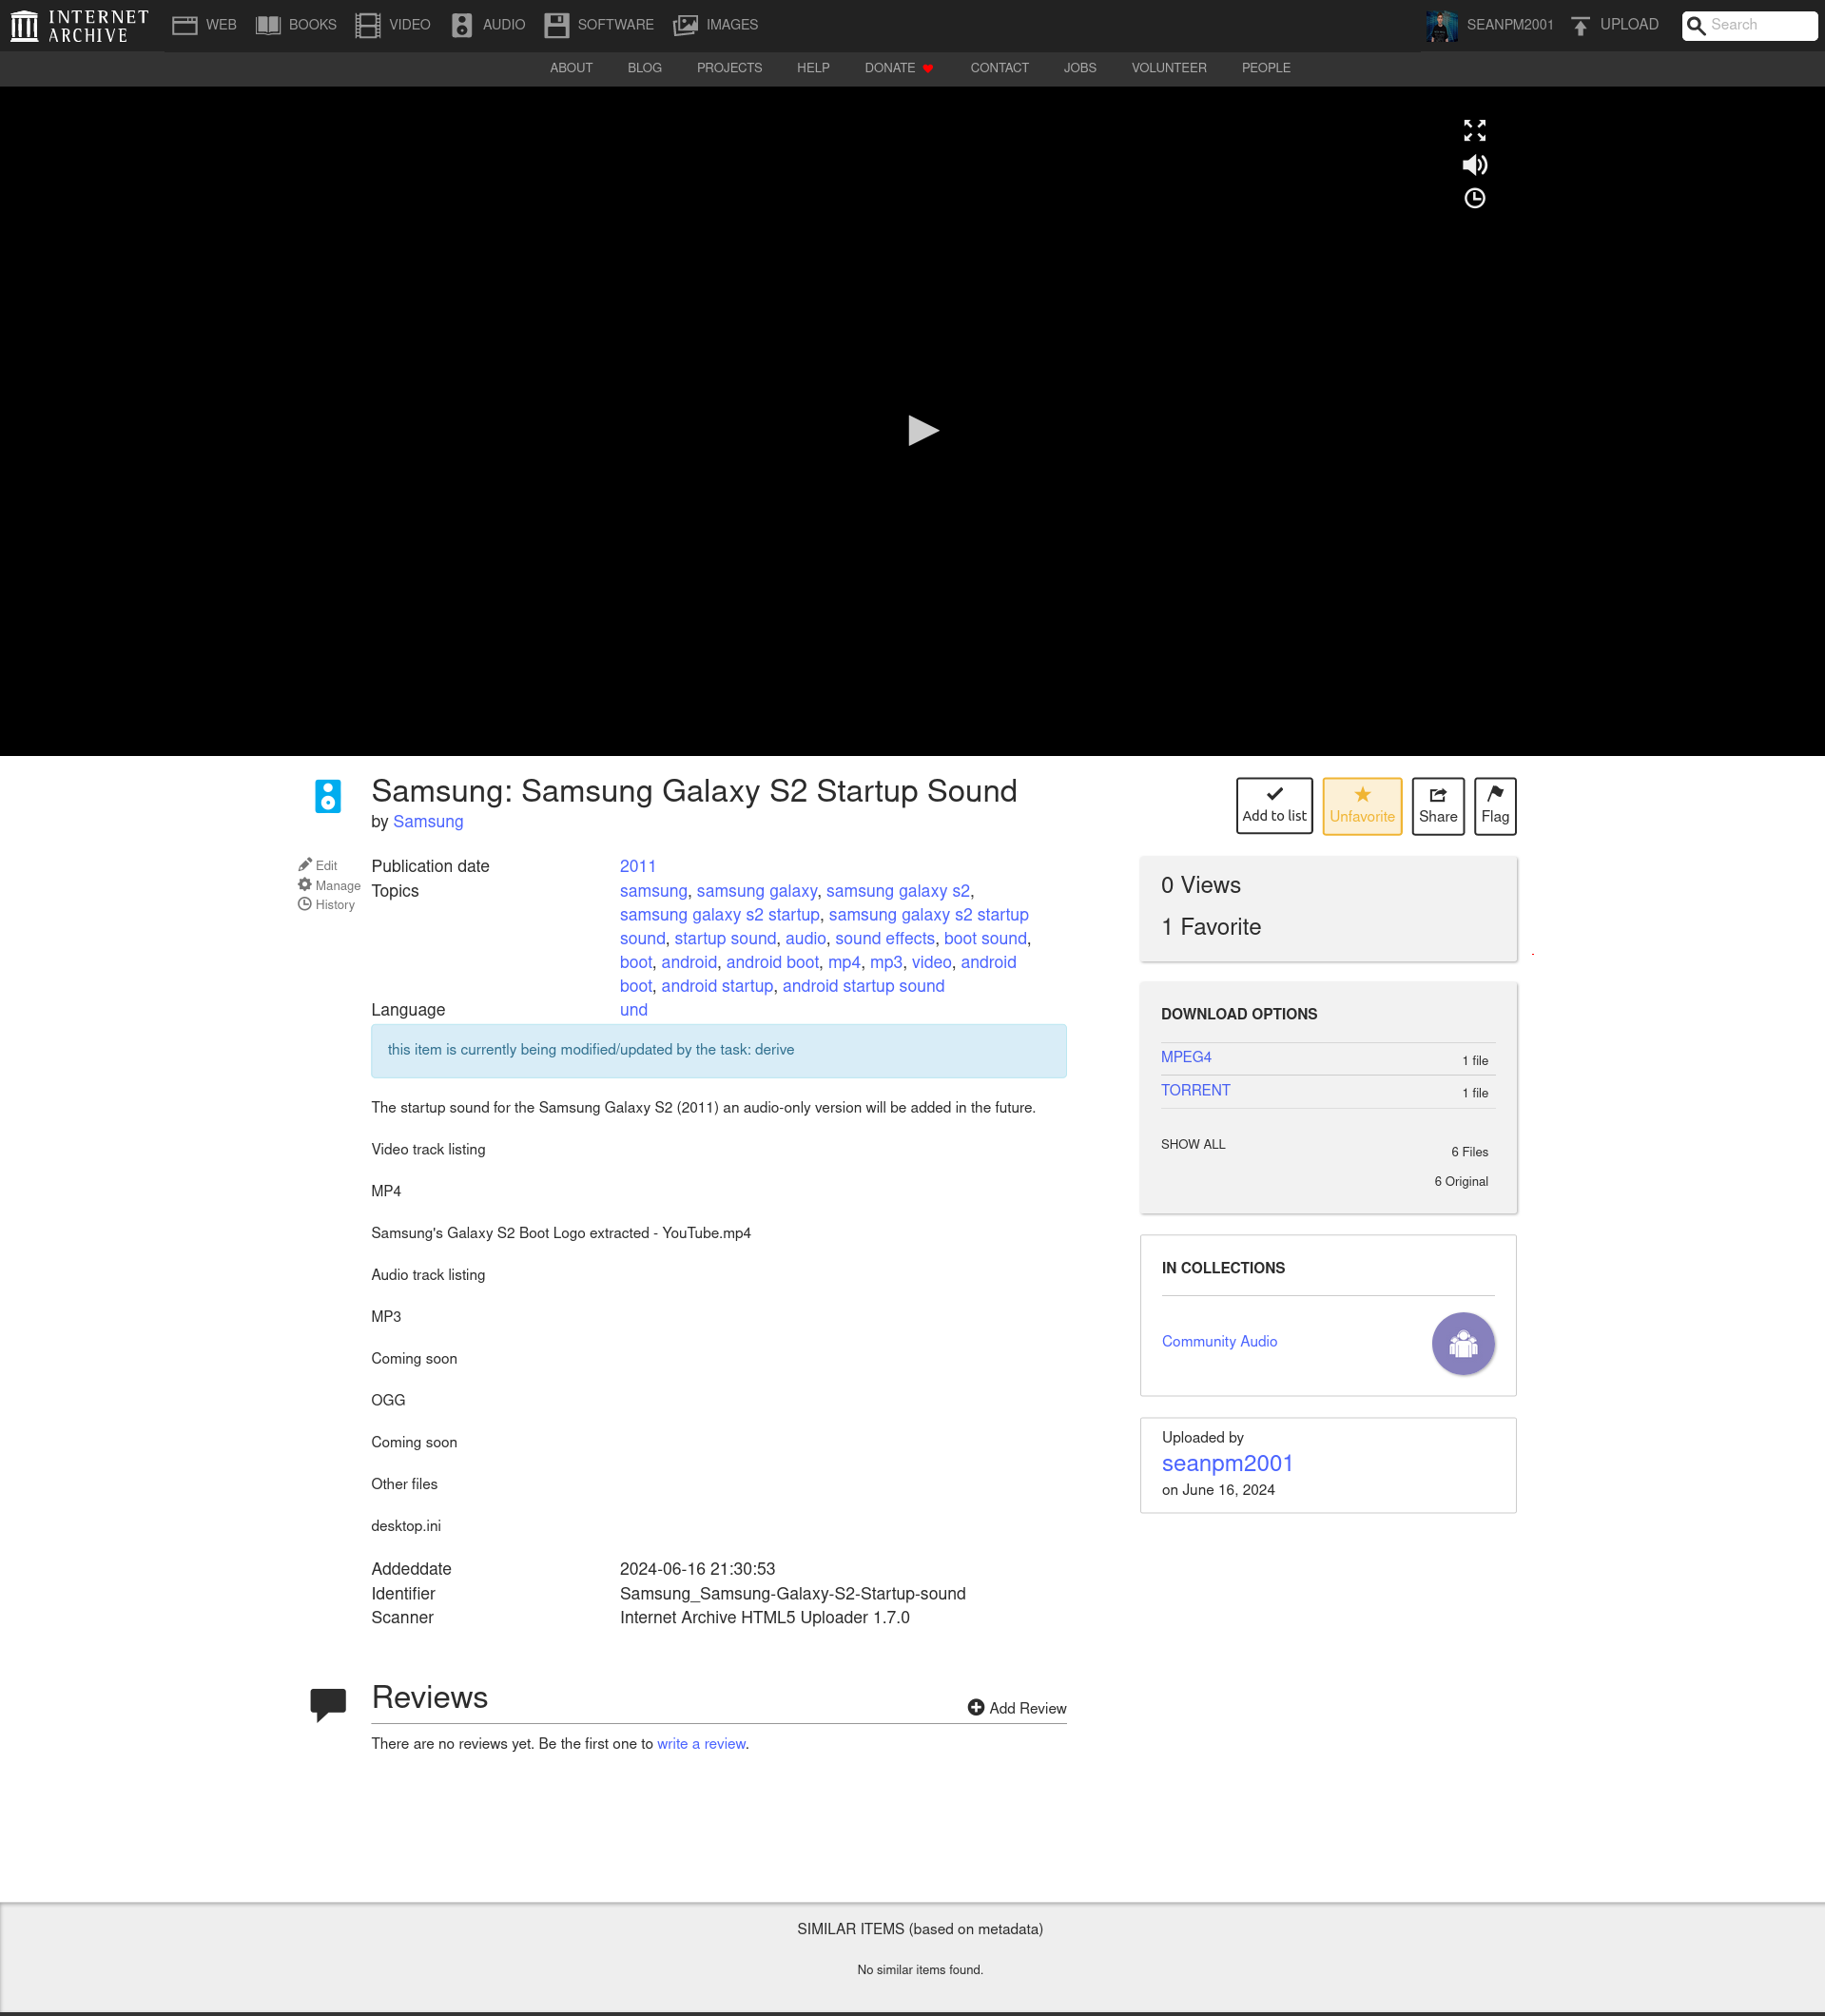 INTERNET ARCHIVE WEB BOOKS VIDEO AUDIO SOFTWARE IMAGES SEANPM2001 UPLOAD Search
ABOUT BLOG PROJECTS HELP DONATE CONTACT JOBS VOLUNTEER PEOPLE
Samsung: Samsung Galaxy S2 Startup Sound
by Samsung
Add to list
Unfavorite
Share
Flag
Edit
Manage
History
Publication date 2011
Topics samsung, samsung galaxy, samsung galaxy s2,
samsung galaxy s2 startup, samsung galaxy s2 startup
sound, startup sound, audio, sound effects, boot sound,
boot, android, android boot, mp4, mp3, video, android
boot, android startup, android startup sound
Language und
this item is currently being modified/updated by the task: derive
The startup sound for the Samsung Galaxy S2 (2011) an audio-only version will be added in the future.
Video track listing
MP4
Samsung's Galaxy S2 Boot Logo extracted - YouTube.mp4
Audio track listing
MP3
Coming soon
OGG
Coming soon
Other files
desktop.ini
Addeddate 2024-06-16 21:30:53
Identifier Samsung_Samsung-Galaxy-S2-Startup-sound
Scanner Internet Archive HTML5 Uploader 1.7.0
0 Views
1 Favorite
DOWNLOAD OPTIONS
MPEG4 1 file
TORRENT 1 file
SHOW ALL 6 Files
6 Original
IN COLLECTIONS
Community Audio
Uploaded by
seanpm2001
on June 16, 2024
Reviews
Add Review
There are no reviews yet. Be the first one to write a review.
SIMILAR ITEMS (based on metadata)
No similar items found.